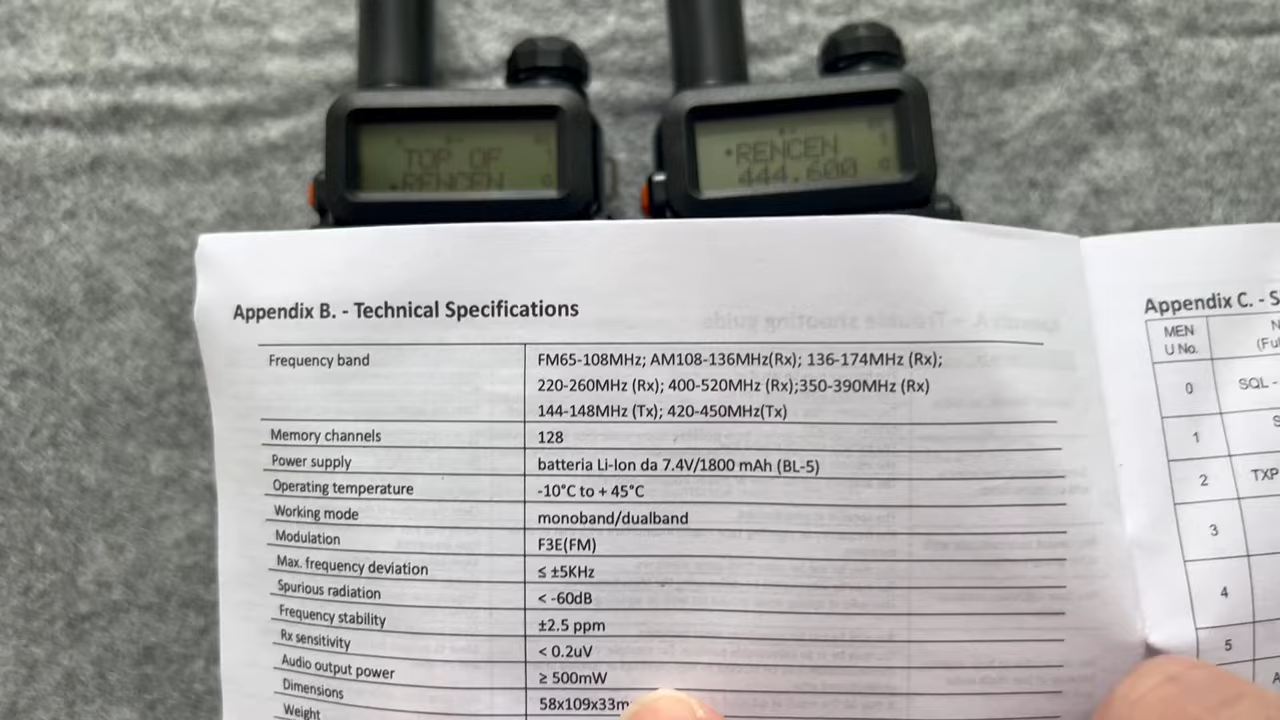 TOP OF
RENCEN
RENCEN
444.600
Appendix B. - Technical Specifications
Frequency band
FM65-108MHz; AM108-136MHz(Rx); 136-174MHz (Rx);
220-260MHz (Rx); 400-520MHz (Rx);350-390MHz (Rx)
144-148MHz (Tx); 420-450MHz(Tx)
Memory channels 128
Power supply batteria Li-Ion da 7.4V/1800 mAh (BL-5)
Operating temperature -10°C to + 45°C
Working mode monoband/dualband
Modulation F3E(FM)
Max. frequency deviation ≤ ±5KHz
Spurious radiation < -60dB
Frequency stability ±2.5 ppm
Rx sensitivity < 0.2uV
Audio output power ≥ 500mW
Dimensions 58x109x33m
Weight
Appendix C. - S
MEN
U No.
N
(Ful
0 SQL -
1 S
2 TXP
3
4
5 A